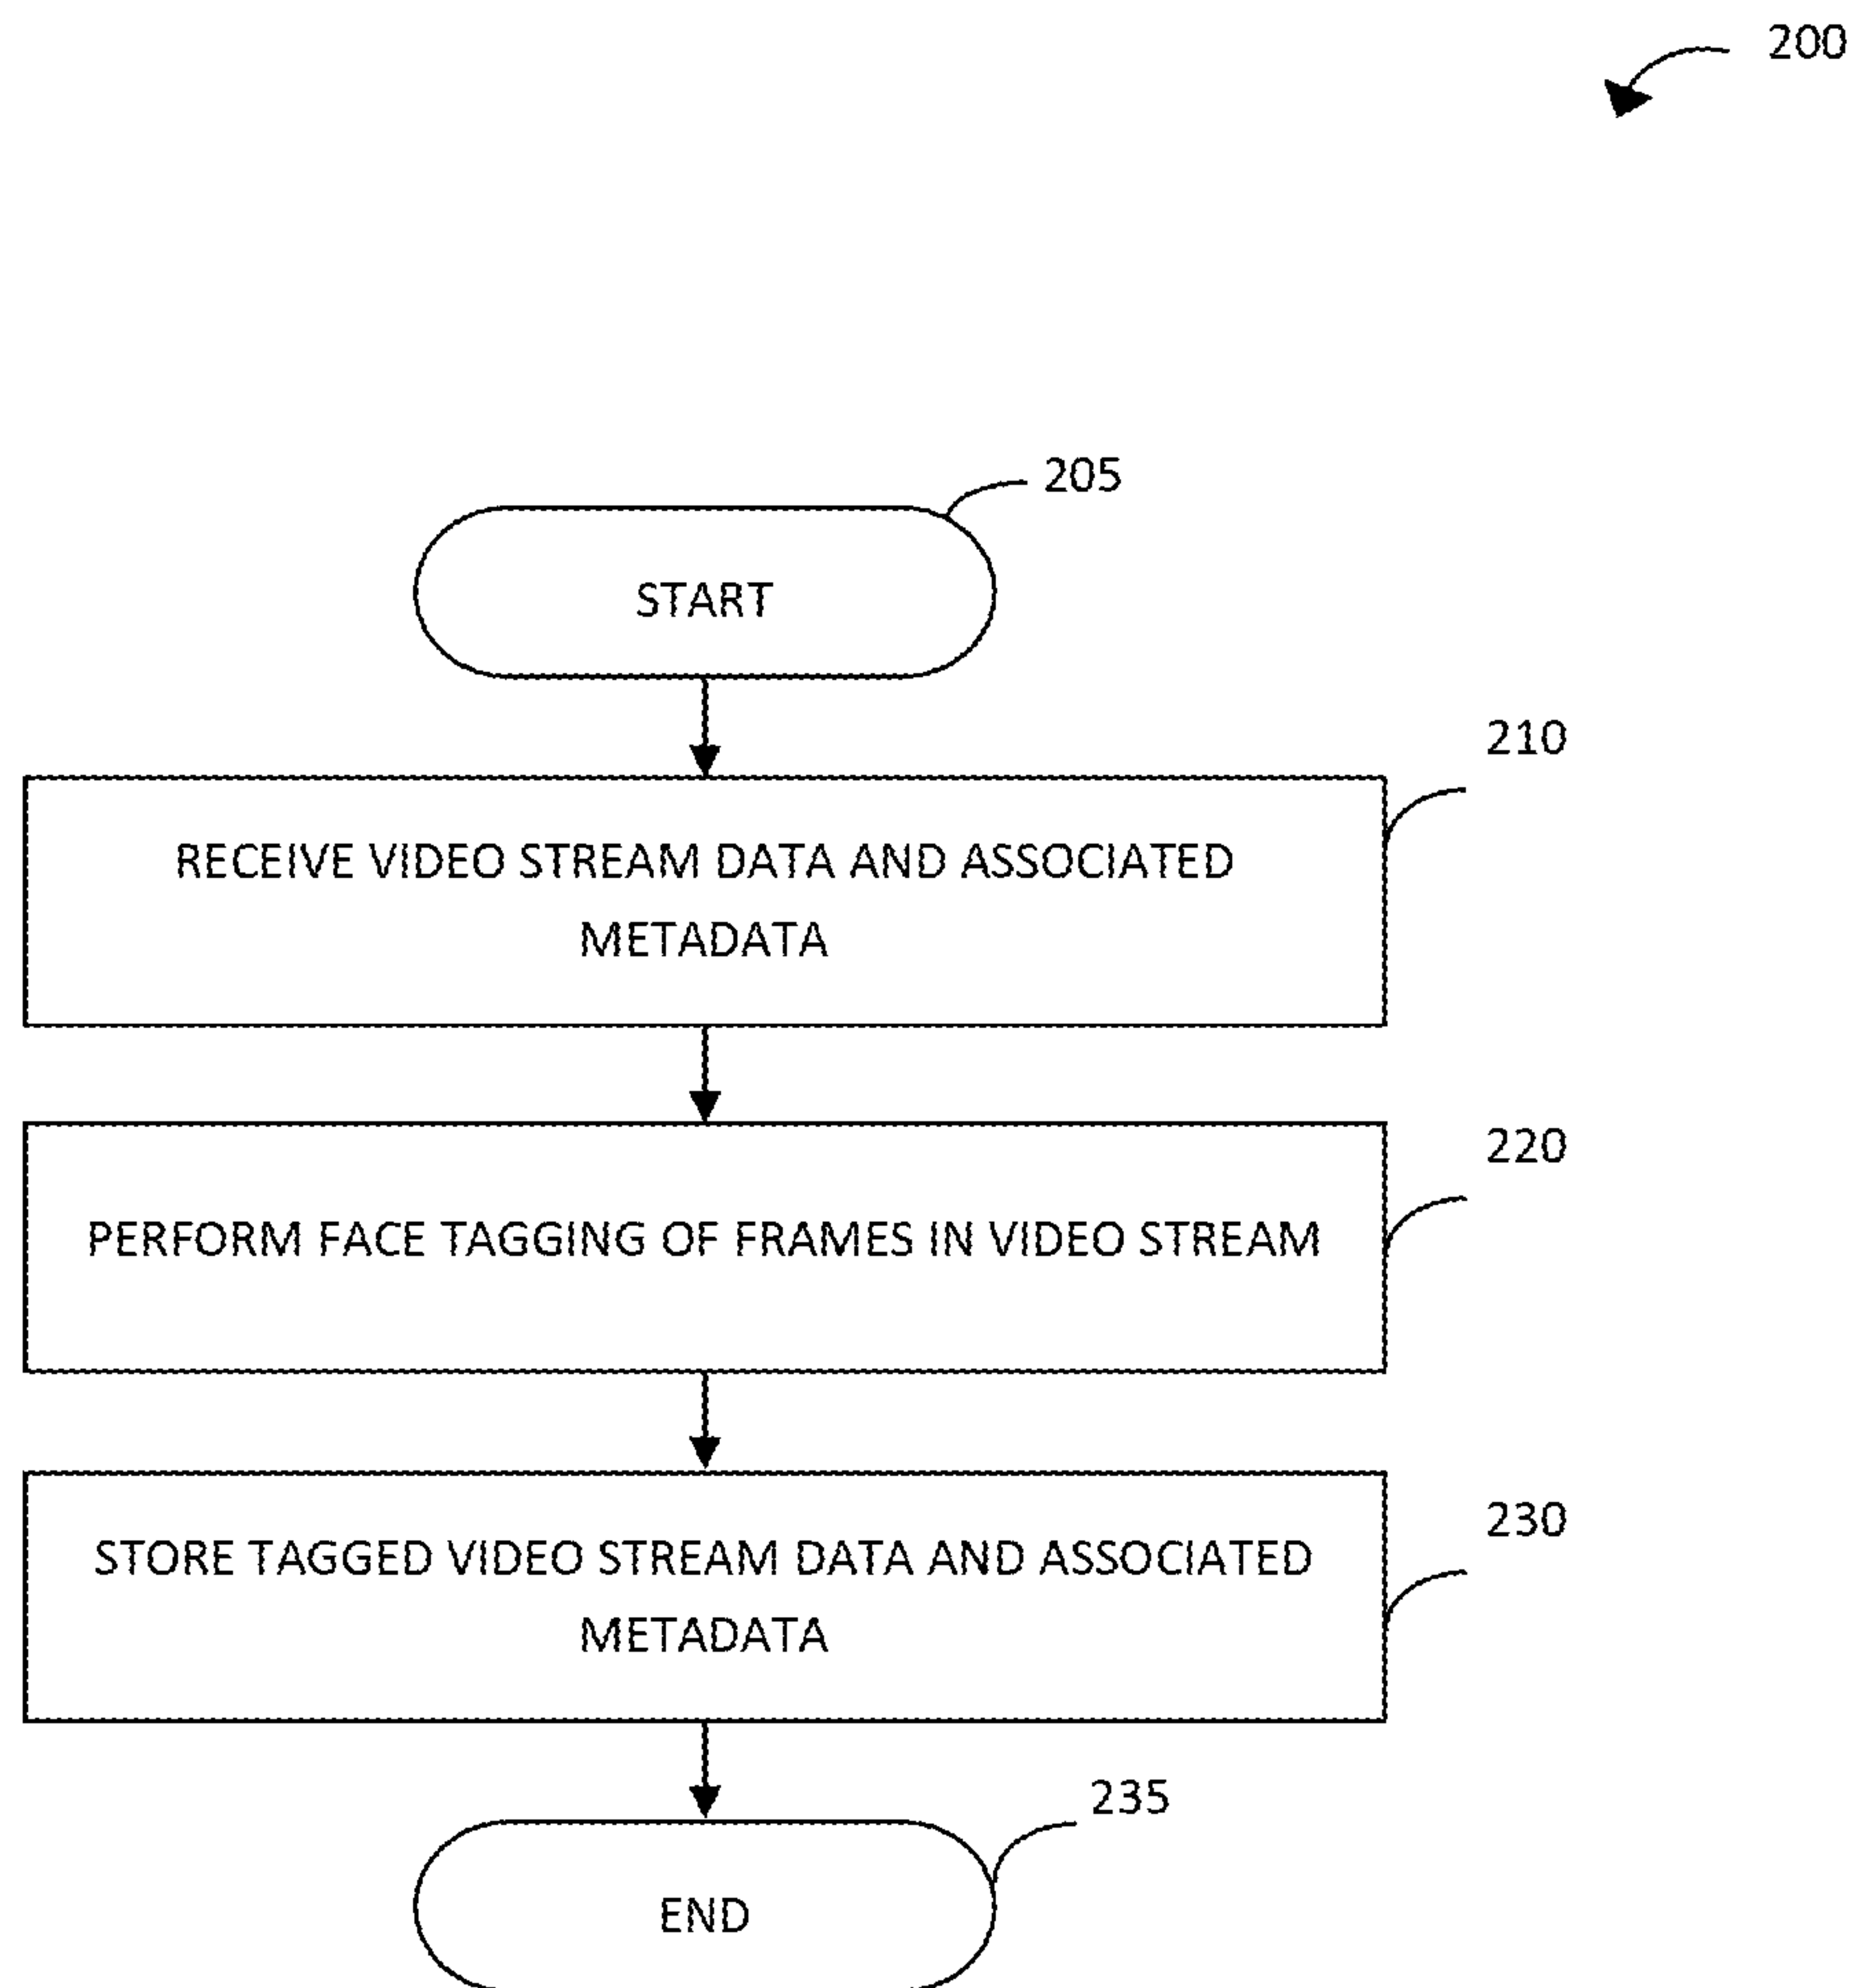 200
205
START
210
RECEIVE VIDEO STREAM DATA AND ASSOCIATED
METADATA
220
PERFORM FACE TAGGING OF FRAMES IN VIDEO STREAM
230
STORE TAGGED VIDEO STREAM DATA AND ASSOCIATED
METADATA
235
END